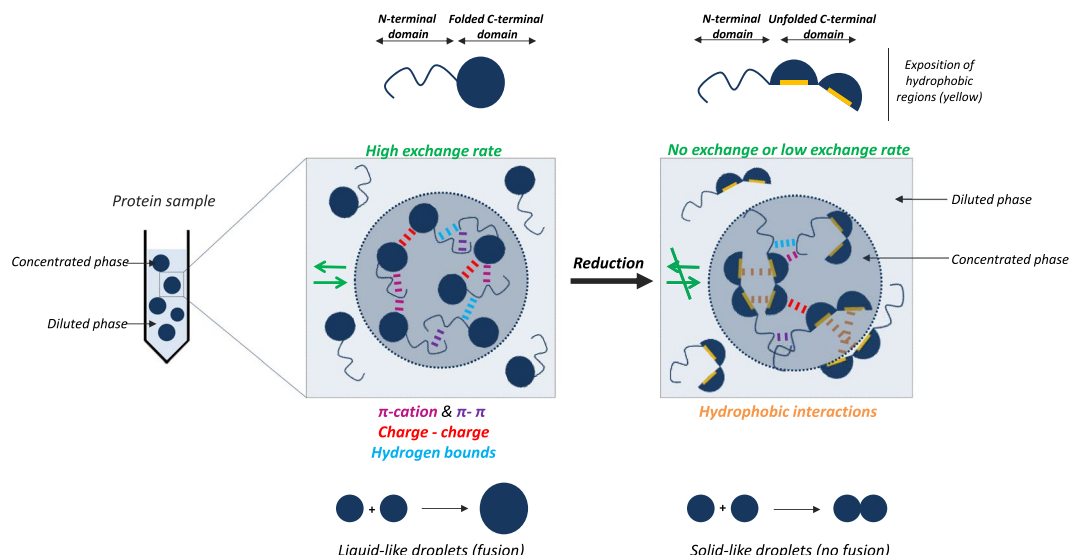 N-terminal Folded C-terminal
domain domain
N-terminal Unfolded C-terminal
domain domain
Exposition of
hydrophobic
regions (yellow)
High exchange rate
No exchange or low exchange rate
Protein sample
Concentrated phase
Diluted phase
Reduction
Diluted phase
Concentrated phase
π-cation & π- π
Charge - charge
Hydrogen bounds
Hydrophobic interactions
+
+
Liquid-like droplets (fusion)
Solid-like droplets (no fusion)